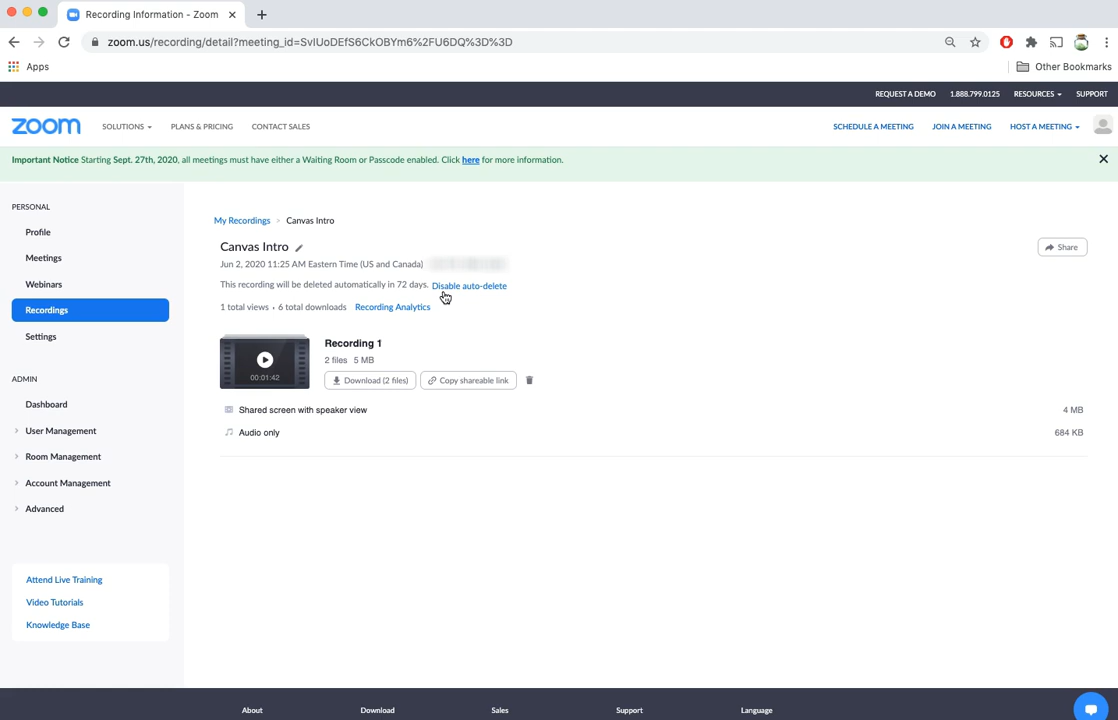 Recording Information - Zoom
zoom.us/recording/detail?meeting_id=SvIUoDEfS6CkOBYm6%2FU6DQ%3D%3D
Apps
Other Bookmarks
REQUEST A DEMO 1.888.799.0125 RESOURCES SUPPORT
zoom SOLUTIONS PLANS & PRICING CONTACT SALES SCHEDULE A MEETING JOIN A MEETING HOST A MEETING
Important Notice Starting Sept. 27th, 2020, all meetings must have either a Waiting Room or Passcode enabled. Click here for more information.
PERSONAL
Profile
Meetings
Webinars
Recordings
Settings
ADMIN
Dashboard
User Management
Room Management
Account Management
Advanced
Attend Live Training
Video Tutorials
Knowledge Base
My Recordings > Canvas Intro
Canvas Intro
Share
Jun 2, 2020 11:25 AM Eastern Time (US and Canada)
This recording will be deleted automatically in 72 days. Disable auto-delete
1 total views • 6 total downloads Recording Analytics
00:01:42
Recording 1
2 files 5 MB
Download (2 files) Copy shareable link
Shared screen with speaker view 4 MB
Audio only 684 KB
About Download Sales Support Language